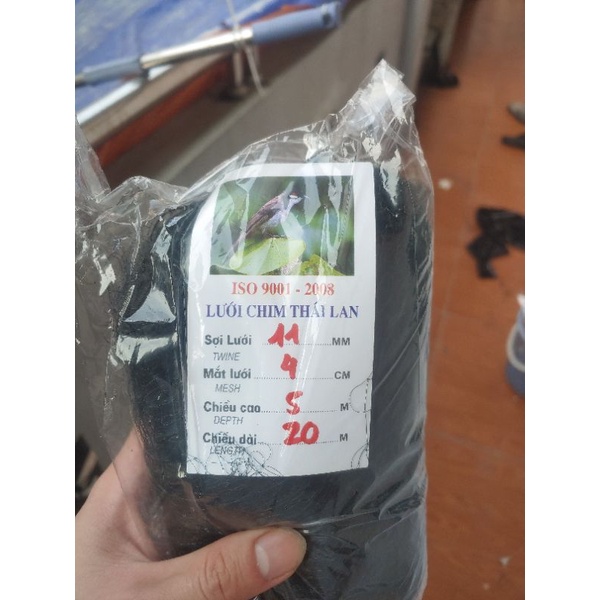 ISO 9001 - 2008
LƯỚI CHIM THÁI LAN
Sợi Lưới 11 MM
TWINE
Mắt lưới 4 CM
MESH
Chiều cao 5 M
DEPTH
Chiều dài 20 M
LENGTH